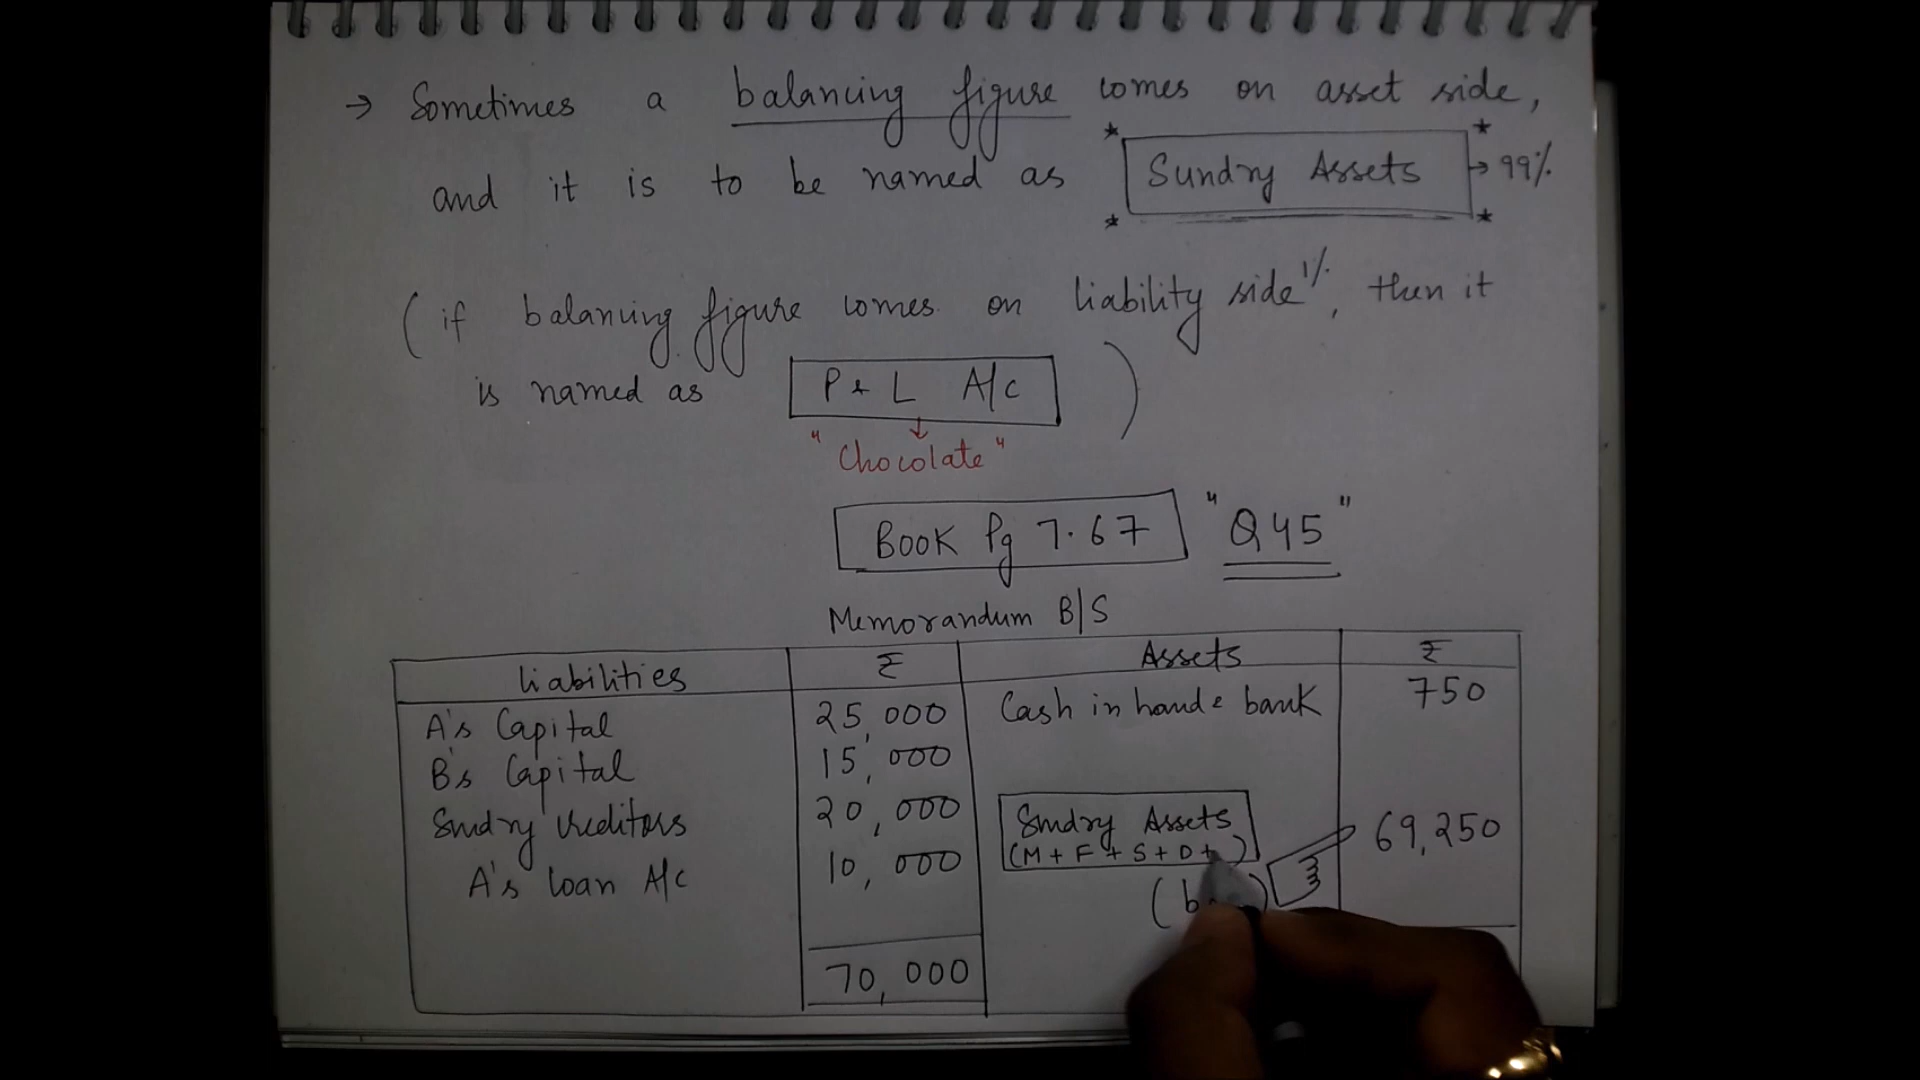 → Sometimes a balancing figure comes on asset side,
and it is to be named as Sundry Assets → 99%
(if balancing figure comes on liability side 1%, then it
is named as P & L A/c)
"Chocolate"
Book Pg 7.67 "Q45"
Memorandum B/S
Liabilities ₹ Assets ₹
A's Capital 25,000 Cash in hand & bank 750
B's Capital 15,000
Sundry Creditors 20,000 Sundry Assets 69,250
(M + F + S + D + )
A's loan A/c 10,000
70,000